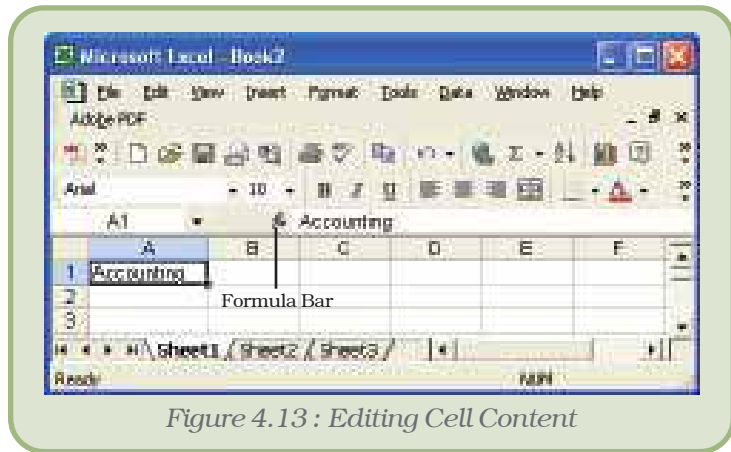 Microsoft Excel - Book2
File Edit View Insert Format Tools Data Window Help
Adobe PDF
Arial 10 B I U
A1 Accounting
A B C D E F
1 Accounting
2
Formula Bar
3
Sheet1 / Sheet2 / Sheet3 /
Ready NUM
Figure 4.13 : Editing Cell Content